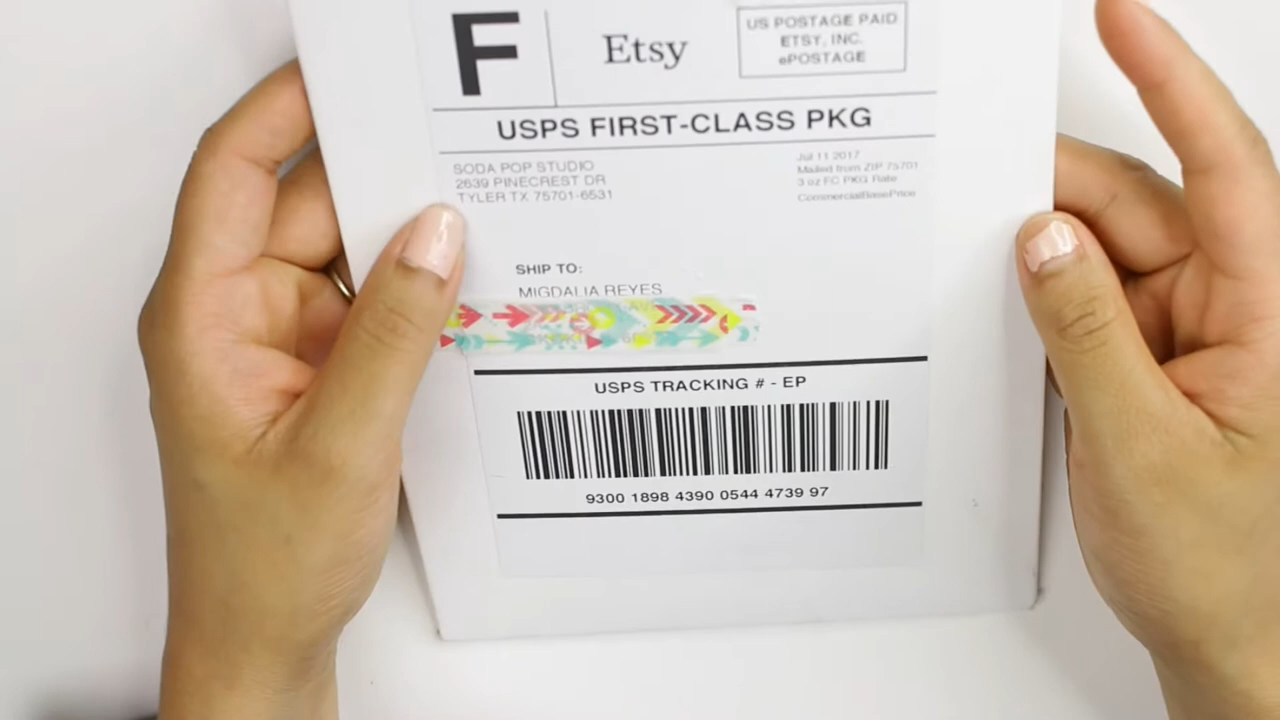 F
Etsy
US POSTAGE PAID
ETSY, INC.
ePOSTAGE
USPS FIRST-CLASS PKG
SODA POP STUDIO
2639 PINECREST DR
TYLER TX 75701-6531
Jul 11 2017
Mailed from ZIP 75701
3 oz FC PKG Rate
CommercialBasePrice
SHIP TO:
MIGDALIA REYES
USPS TRACKING # - EP
9300 1898 4390 0544 4739 97